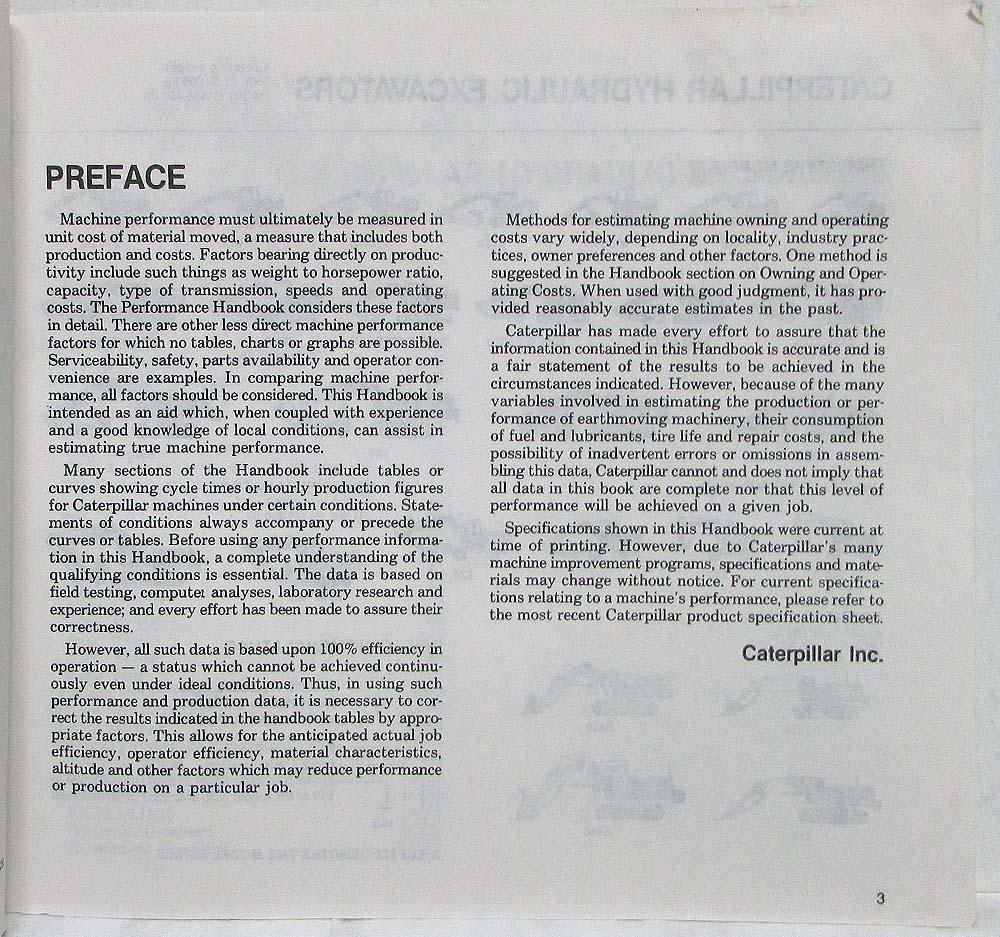 PREFACE
Machine performance must ultimately be measured in
unit cost of material moved, a measure that includes both
production and costs. Factors bearing directly on produc-
tivity include such things as weight to horsepower ratio,
capacity, type of transmission, speeds and operating
costs. The Performance Handbook considers these factors
in detail. There are other less direct machine performance
factors for which no tables, charts or graphs are possible.
Serviceability, safety, parts availability and operator con-
venience are examples. In comparing machine perfor-
mance, all factors should be considered. This Handbook is
intended as an aid which, when coupled with experience
and a good knowledge of local conditions, can assist in
estimating true machine performance.
Many sections of the Handbook include tables or
curves showing cycle times or hourly production figures
for Caterpillar machines under certain conditions. State-
ments of conditions always accompany or precede the
curves or tables. Before using any performance informa-
tion in this Handbook, a complete understanding of the
qualifying conditions is essential. The data is based on
field testing, computer analyses, laboratory research and
experience; and every effort has been made to assure their
correctness.
However, all such data is based upon 100% efficiency in
operation — a status which cannot be achieved continu-
ously even under ideal conditions. Thus, in using such
performance and production data, it is necessary to cor-
rect the results indicated in the handbook tables by appro-
priate factors. This allows for the anticipated actual job
efficiency, operator efficiency, material characteristics,
altitude and other factors which may reduce performance
or production on a particular job.
Methods for estimating machine owning and operating
costs vary widely, depending on locality, industry prac-
tices, owner preferences and other factors. One method is
suggested in the Handbook section on Owning and Oper-
ating Costs. When used with good judgment, it has pro-
vided reasonably accurate estimates in the past.
Caterpillar has made every effort to assure that the
information contained in this Handbook is accurate and is
a fair statement of the results to be achieved in the
circumstances indicated. However, because of the many
variables involved in estimating the production or per-
formance of earthmoving machinery, their consumption
of fuel and lubricants, tire life and repair costs, and the
possibility of inadvertent errors or omissions in assem-
bling this data, Caterpillar cannot and does not imply that
all data in this book are complete nor that this level of
performance will be achieved on a given job.
Specifications shown in this Handbook were current at
time of printing. However, due to Caterpillar's many
machine improvement programs, specifications and mate-
rials may change without notice. For current specifica-
tions relating to a machine's performance, please refer to
the most recent Caterpillar product specification sheet.
Caterpillar Inc.
3
CATERPILLAR HYDRAULIC EXCAVATORS